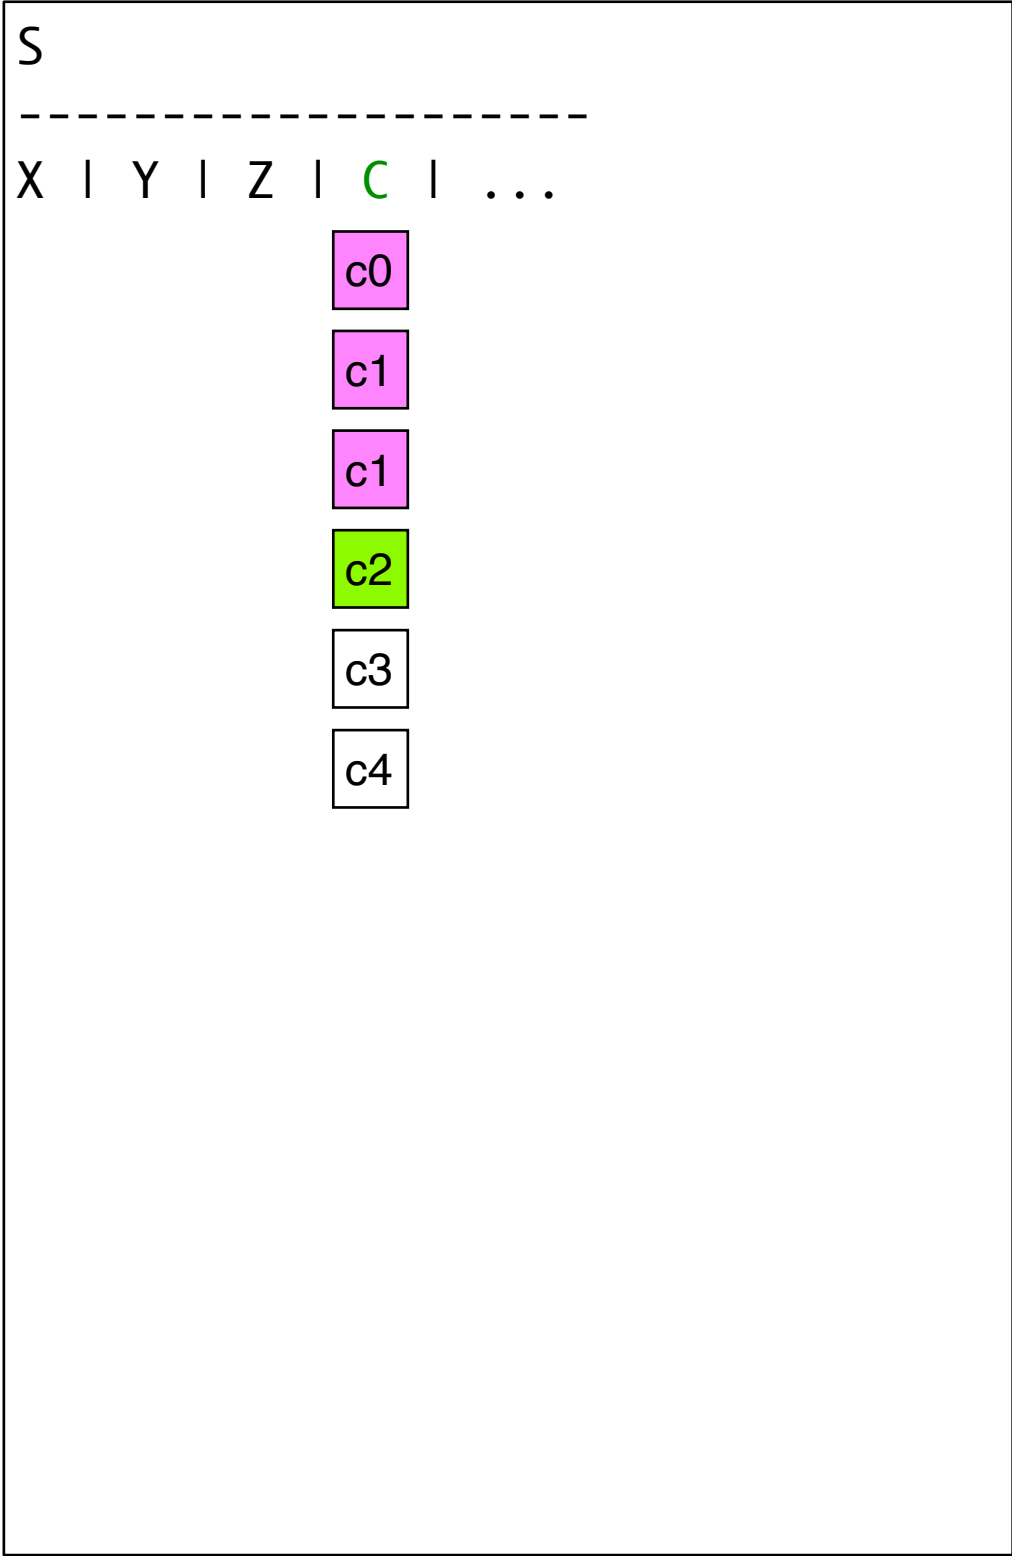 S
--------------------
X | Y | Z | C | ...
c0
c1
c1
c2
c3
c4